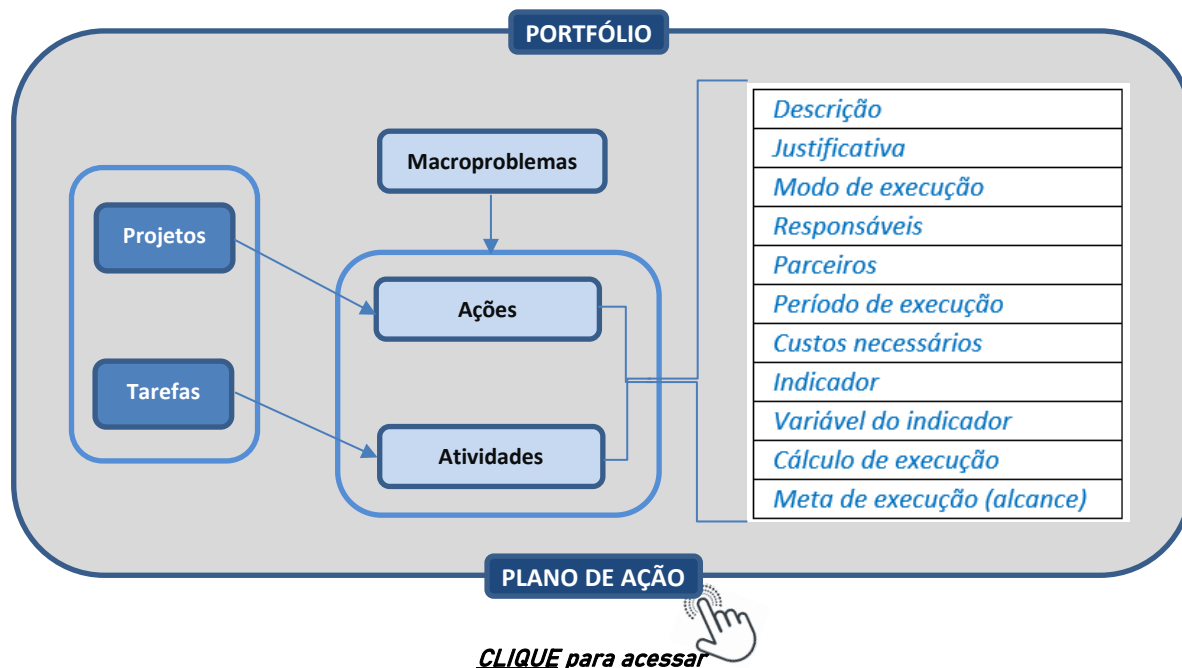 PORTFÓLIO
Macroproblemas
Projetos
Ações
Tarefas
Atividades
Descrição
Justificativa
Modo de execução
Responsáveis
Parceiros
Período de execução
Custos necessários
Indicador
Variável do indicador
Cálculo de execução
Meta de execução (alcance)
PLANO DE AÇÃO
CLIQUE para acessar